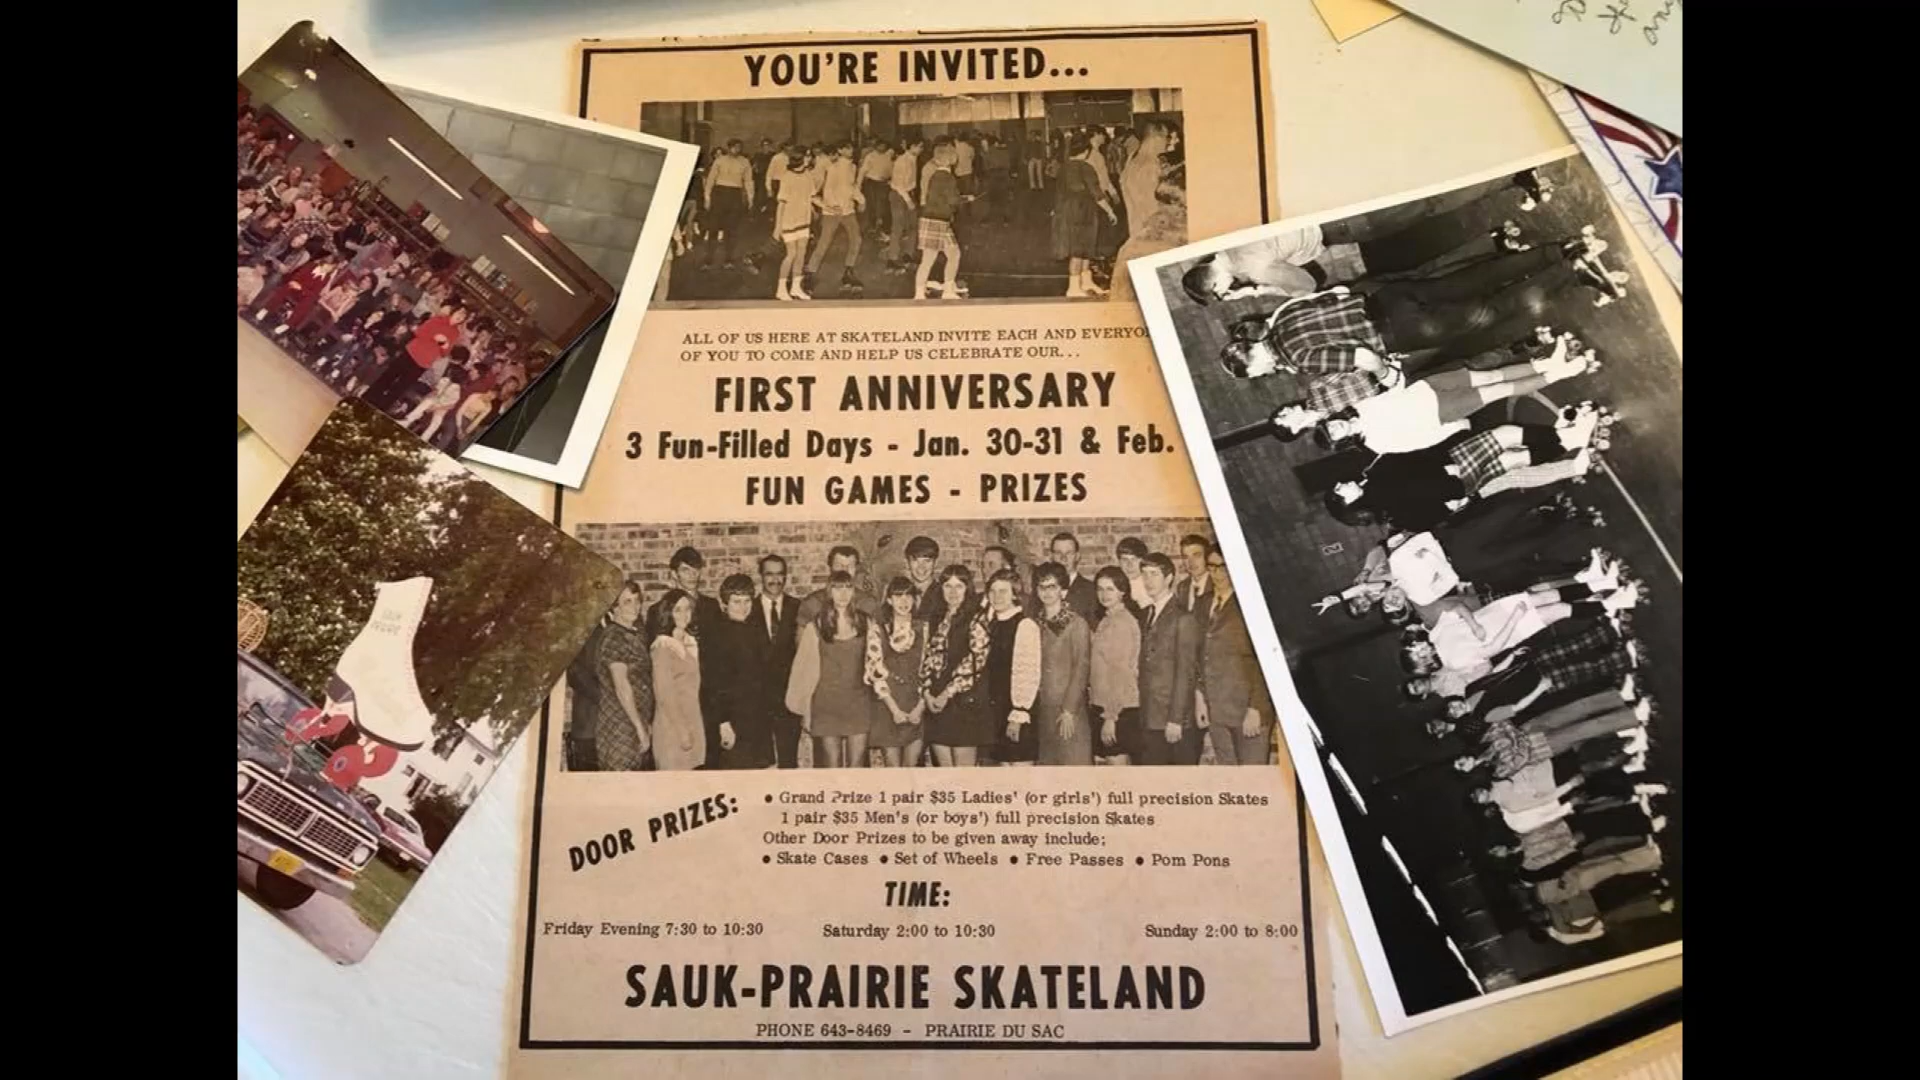 YOU'RE INVITED...
ALL OF US HERE AT SKATELAND INVITE EACH AND
OF YOU TO COME AND HELP US CELEBRATE OUR...
FIRST ANNIVERSARY
3 Fun-Filled Days - Jan. 30-31 & Feb.
FUN GAMES - PRIZES
DOOR PRIZES:
• Grand Prize 1 pair $35 Ladies' (or girls') full precision Skates
1 pair $35 Men's (or boys') full precision Skates
Other Door Prizes to be given away include;
• Skate Cases • Set of Wheels • Free Passes • Pom Pons
TIME:
Friday Evening 7:30 to 10:30 Saturday 2:00 to 10:30 Sunday 2:00 to 8:00
SAUK-PRAIRIE SKATELAND
PHONE 643-8469 - PRAIRIE DU SAC